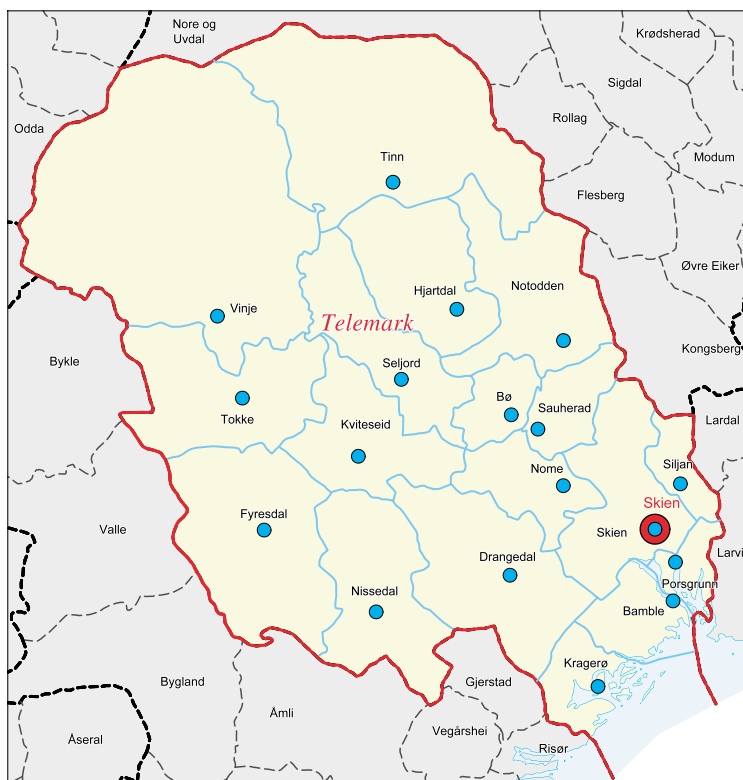 Nore og
Uvdal
Krødsherad
Sigdal
Rollag
Odda
Modum
Tinn
Flesberg
Øvre Eiker
Notodden
Hjartdal
Vinje
Telemark
Kongsberg
Bykle
Seljord
Bø
Sauherad
Tokke
Kviteseid
Lardal
Nome
Siljan
Skien
Fyresdal
Valle
Skien
Larvi
Drangedal
Porsgrunn
Nissedal
Bamble
Kragerø
Bygland
Gjerstad
Åmli
Vegårshei
Åseral
Risør